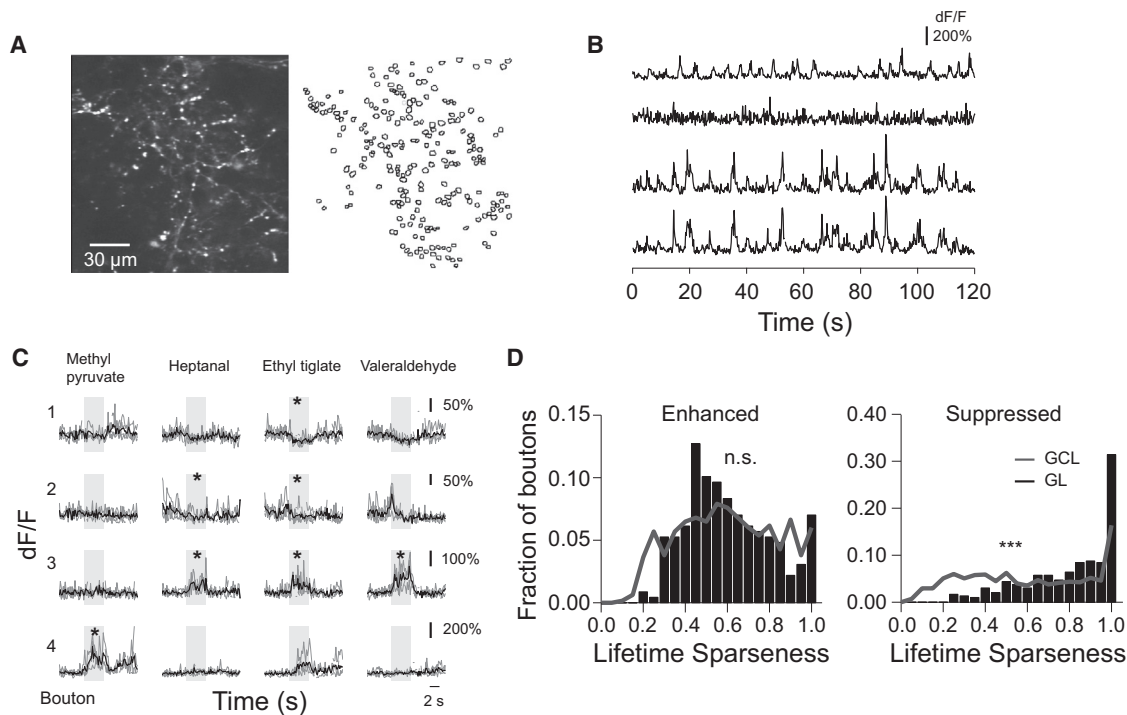 A
30 µm
B
dF/F
200%
0 20 40 60 80 100 120
Time (s)
C
Methyl pyruvate
Heptanal
Ethyl tiglate
Valeraldehyde
1
*
50%
2
* *
50%
3
* * *
100%
4
*
200%
dF/F
Bouton
Time (s)
2 s
D
Enhanced
n.s.
0.15
0.10
0.05
0.00
Fraction of boutons
0.0 0.2 0.4 0.6 0.8 1.0
Lifetime Sparseness
Suppressed
GCL
GL
***
0.40
0.30
0.20
0.10
0.00
0.0 0.2 0.4 0.6 0.8 1.0
Lifetime Sparseness